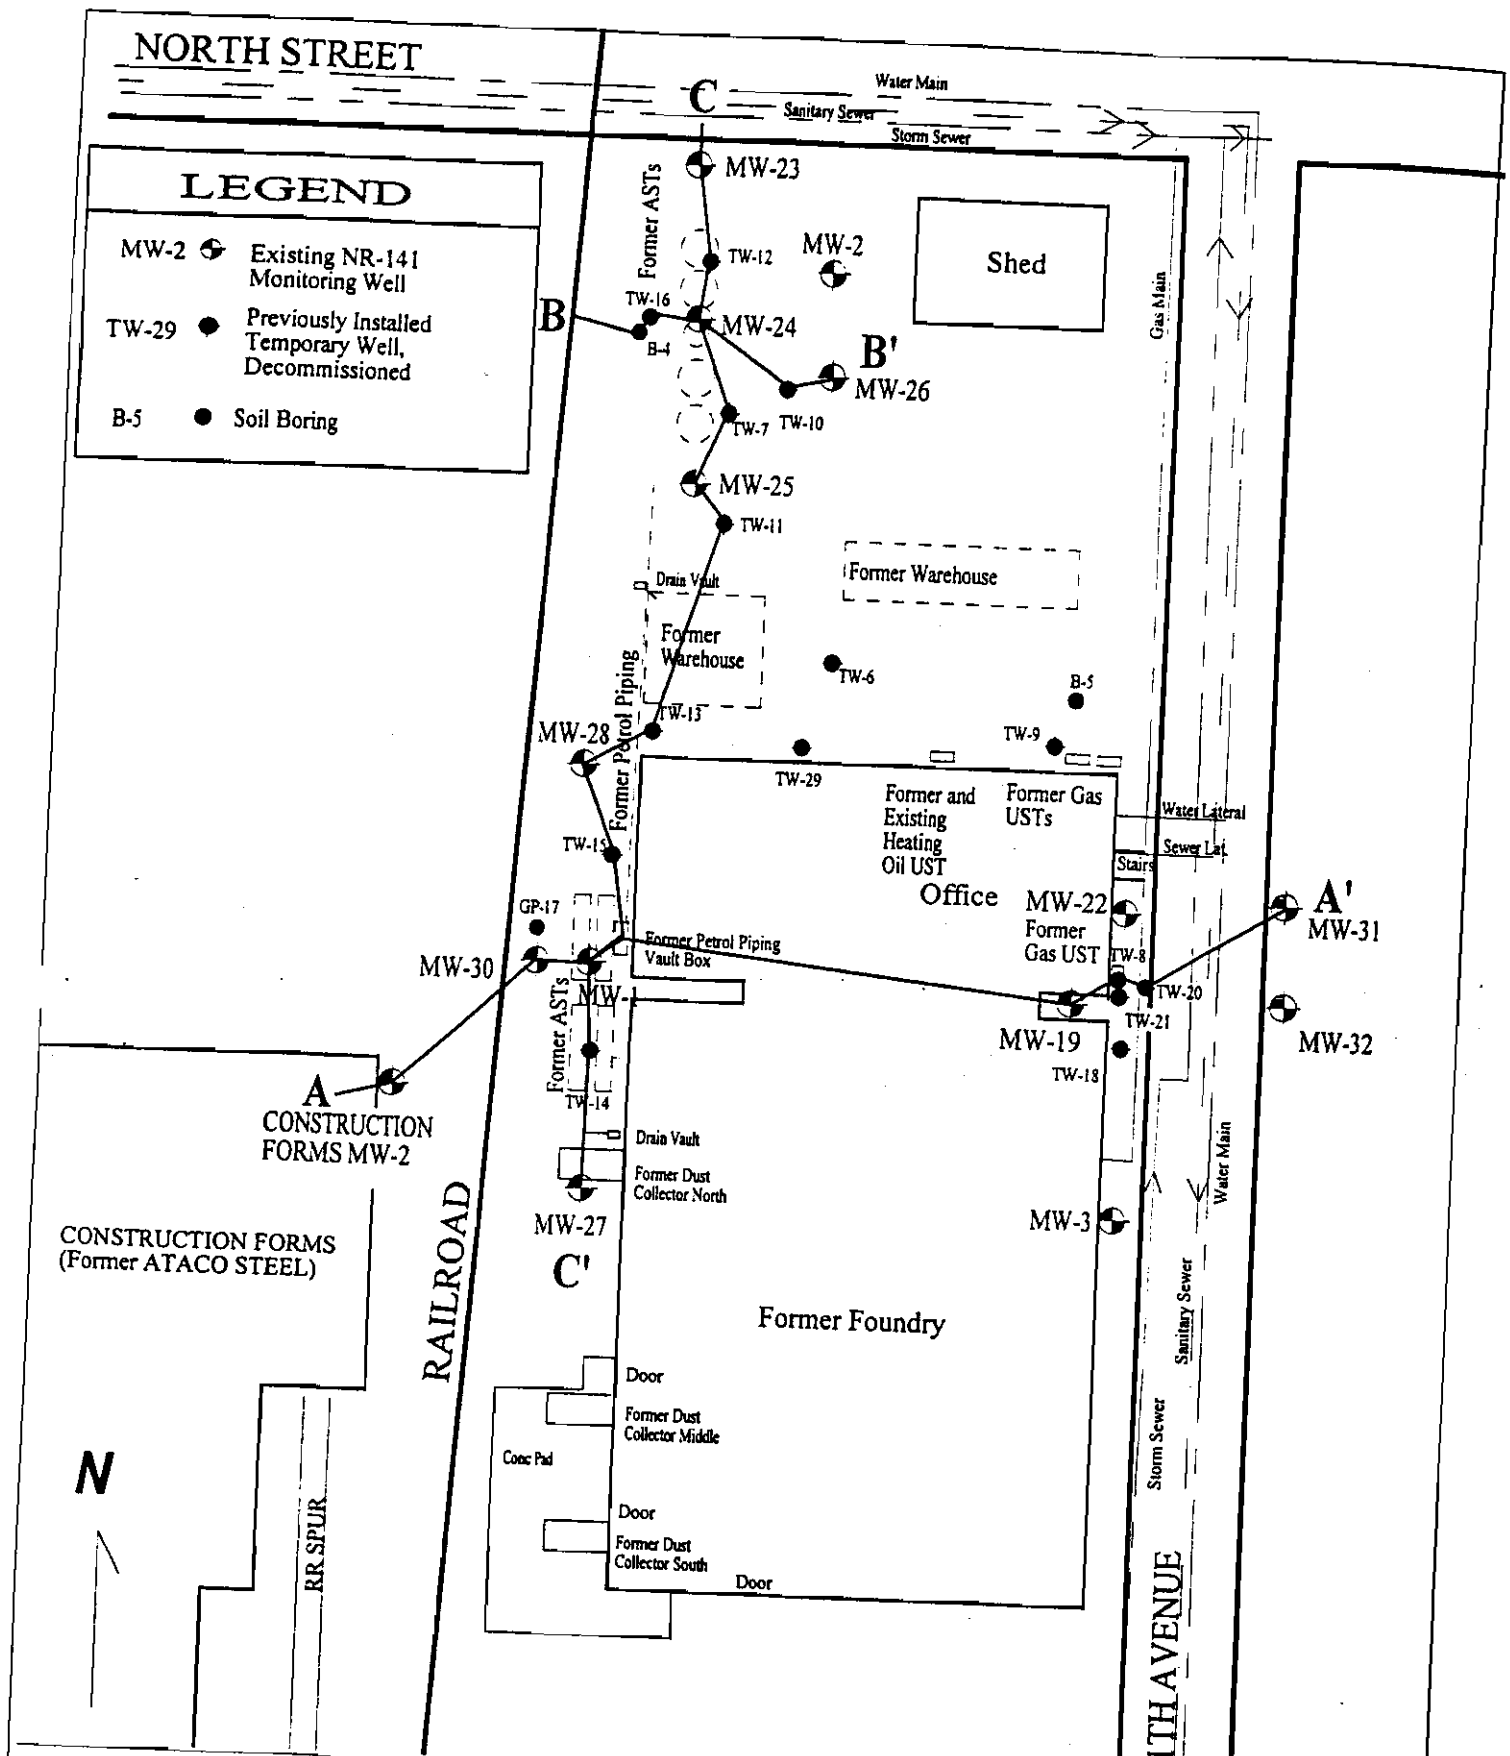 NORTH STREET
Water Main
C
Sanitary Sewer
Storm Sewer
LEGEND
MW-2
Existing NR-141
Monitoring Well
TW-29
Previously Installed
Temporary Well,
Decommissioned
B-5
Soil Boring
MW-23
Former ASTs
TW-12
MW-2
Shed
Gas Main
TW-16
B
B-4
MW-24
B'
MW-26
TW-7
TW-10
MW-25
TW-11
Drain Vault
Former Warehouse
Former
Warehouse
TW-6
B-5
Former Petrol Piping
TW-13
MW-28
TW-9
TW-29
Former and
Existing
Heating
Oil UST
Former Gas
USTs
Water Lateral
Sewer Lat.
Stairs
TW-15
Office
MW-22
A'
MW-31
GP-17
Former
Gas UST
Former Petrol Piping
Vault Box
TW-8
MW-30
MW-1
TW-20
TW-21
MW-19
MW-32
Former ASTs
TW-18
A
CONSTRUCTION
FORMS MW-2
TW-14
Drain Vault
Water Main
Former Dust
Collector North
MW-27
MW-3
CONSTRUCTION FORMS
(Former ATACO STEEL)
C'
RAILROAD
Former Foundry
Sanitary Sewer
Door
Former Dust
Collector Middle
Conc Pad
Storm Sewer
N
RR SPUR
Door
Former Dust
Collector South
Door
TH AVENUE